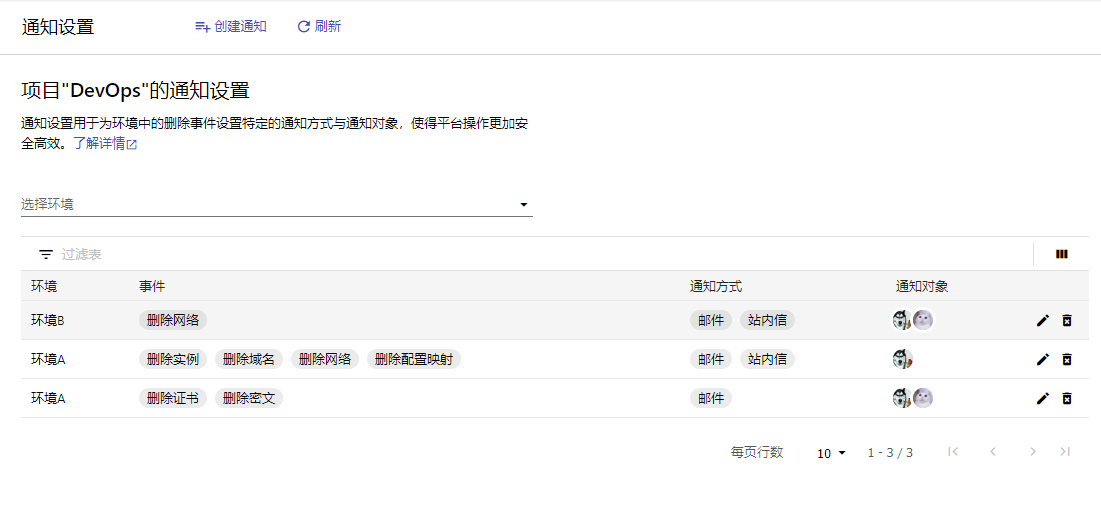 通知设置 创建通知 刷新
项目"DevOps"的通知设置
通知设置用于为环境中的删除事件设置特定的通知方式与通知对象，使得平台操作更加安
全高效。了解详情
选择环境
过滤表
环境 事件 通知方式 通知对象
环境B 删除网络 邮件 站内信
环境A 删除实例 删除域名 删除网络 删除配置映射 邮件 站内信
环境A 删除证书 删除密文 邮件
每页行数 10 1 - 3 / 3